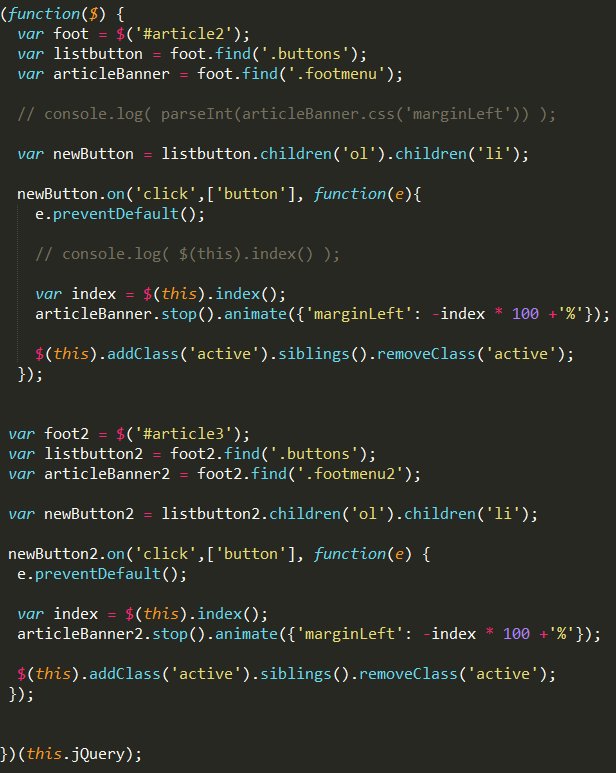 (function($) {
var foot = $('#article2');
var listbutton = foot.find('.buttons');
var articleBanner = foot.find('.footmenu');
// console.log( parseInt(articleBanner.css('marginLeft')) );
var newButton = listbutton.children('ol').children('li');
newButton.on('click',['button'], function(e){
e.preventDefault();
// console.log( $(this).index() );
var index = $(this).index();
articleBanner.stop().animate({'marginLeft': -index * 100 +'%'});
$(this).addClass('active').siblings().removeClass('active');
});
var foot2 = $('#article3');
var listbutton2 = foot2.find('.buttons');
var articleBanner2 = foot2.find('.footmenu2');
var newButton2 = listbutton2.children('ol').children('li');
newButton2.on('click',['button'], function(e) {
e.preventDefault();
var index = $(this).index();
articleBanner2.stop().animate({'marginLeft': -index * 100 +'%'});
$(this).addClass('active').siblings().removeClass('active');
});
})(this.jQuery);